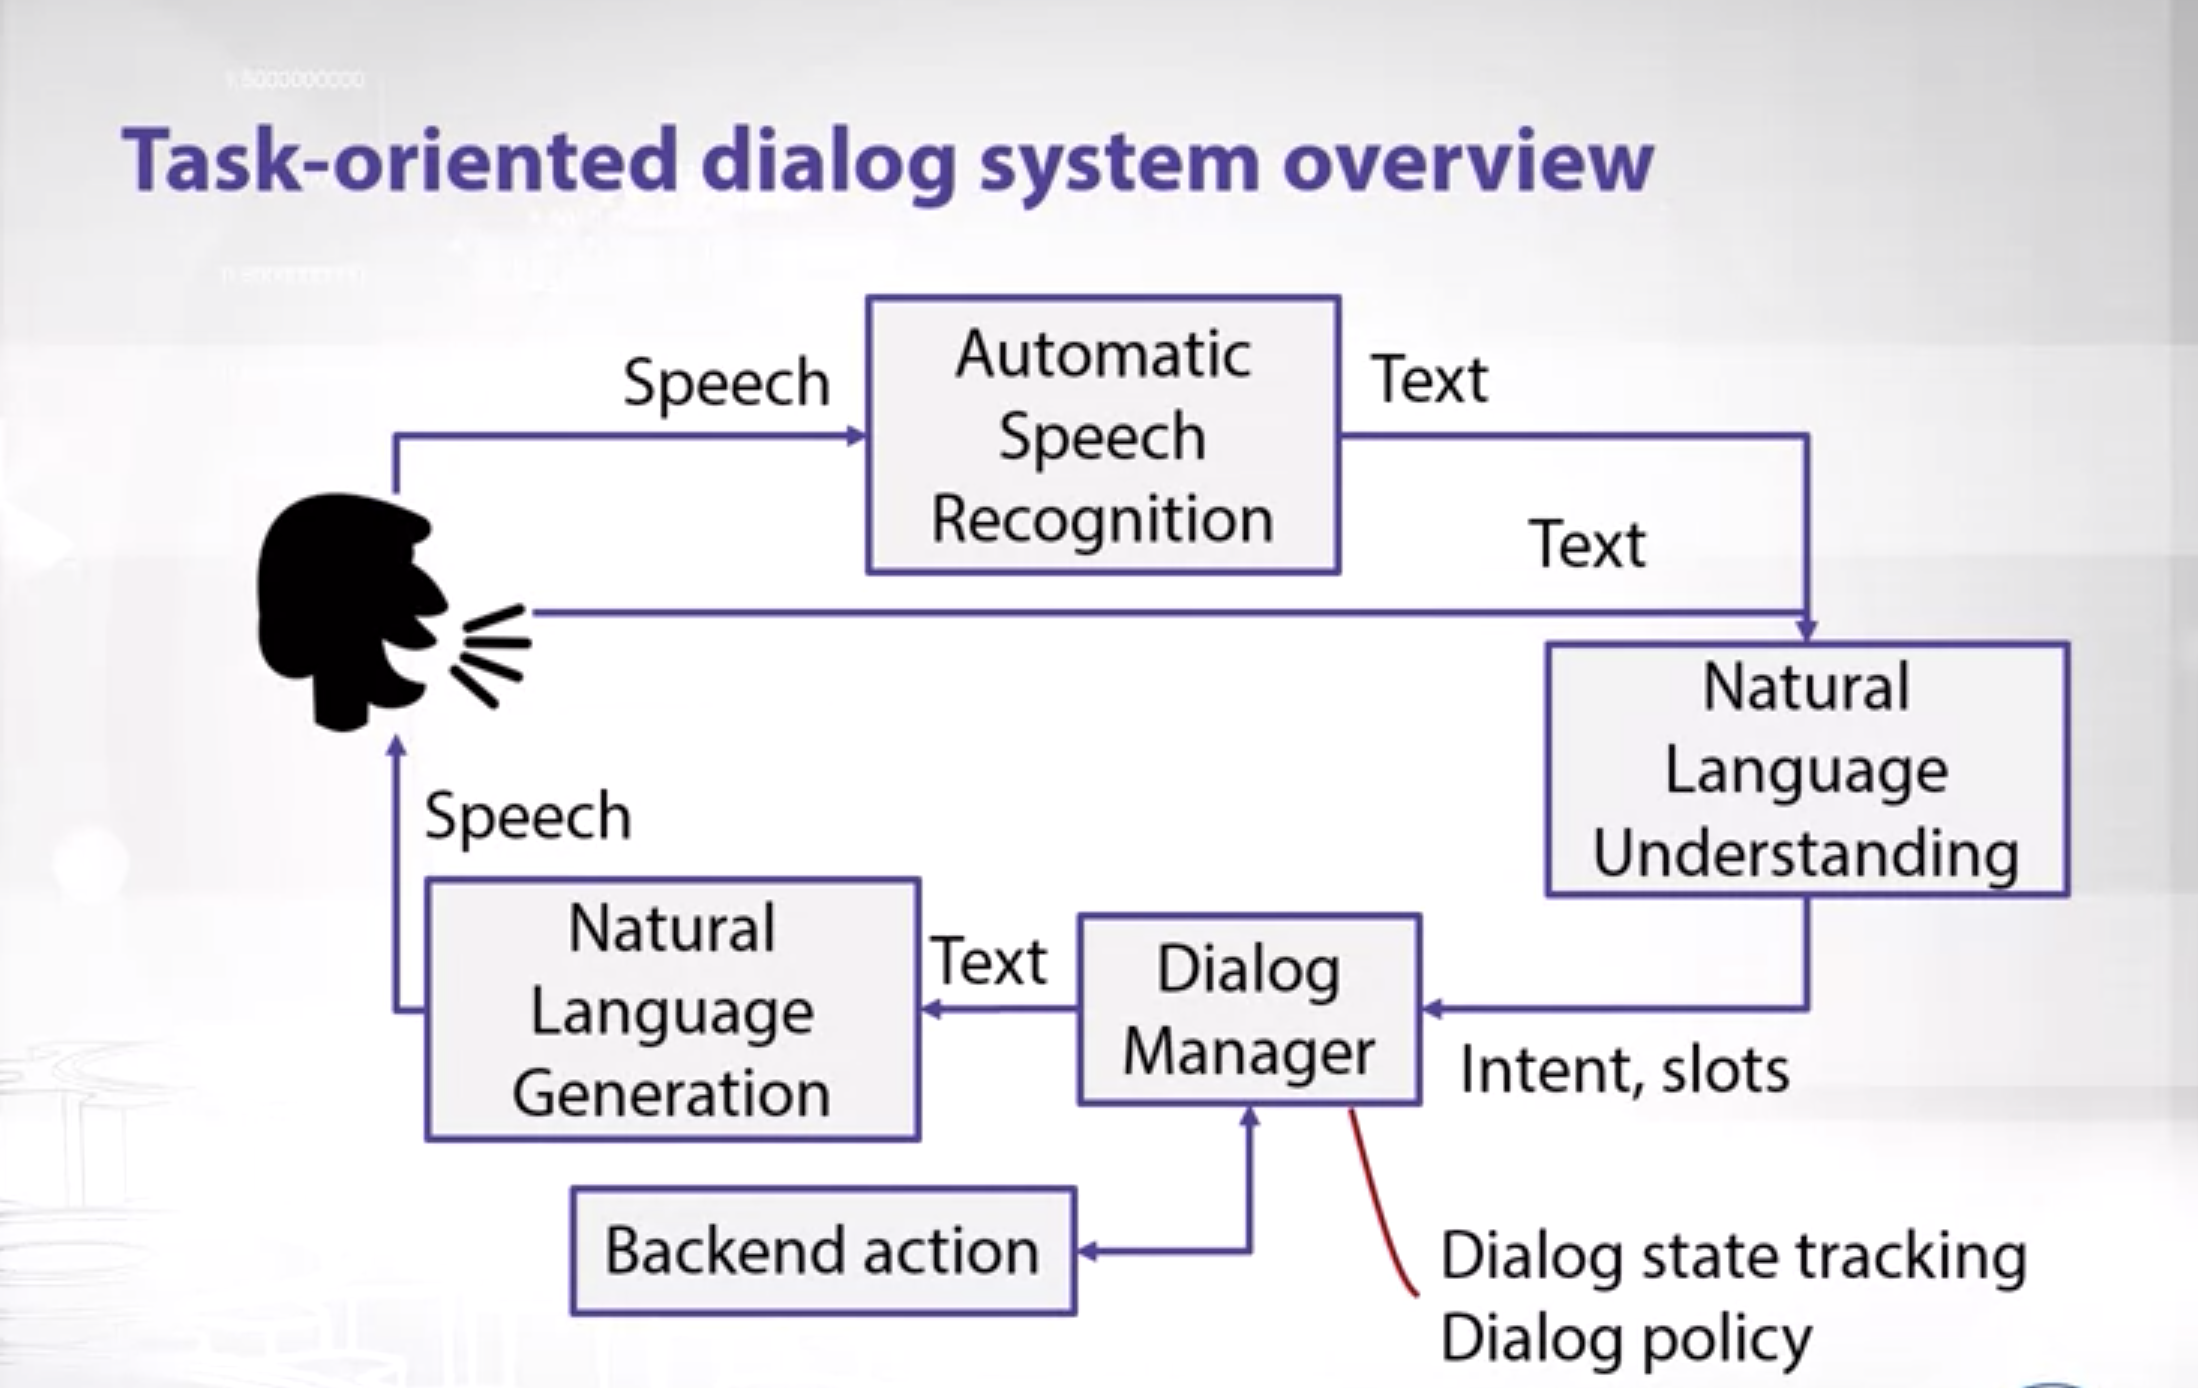 Task-oriented dialog system overview
Speech
Automatic
Speech
Recognition
Text
Text
Natural
Language
Understanding
Speech
Natural
Language
Generation
Text
Dialog
Manager
Intent, slots
Backend action
Dialog state tracking
Dialog policy